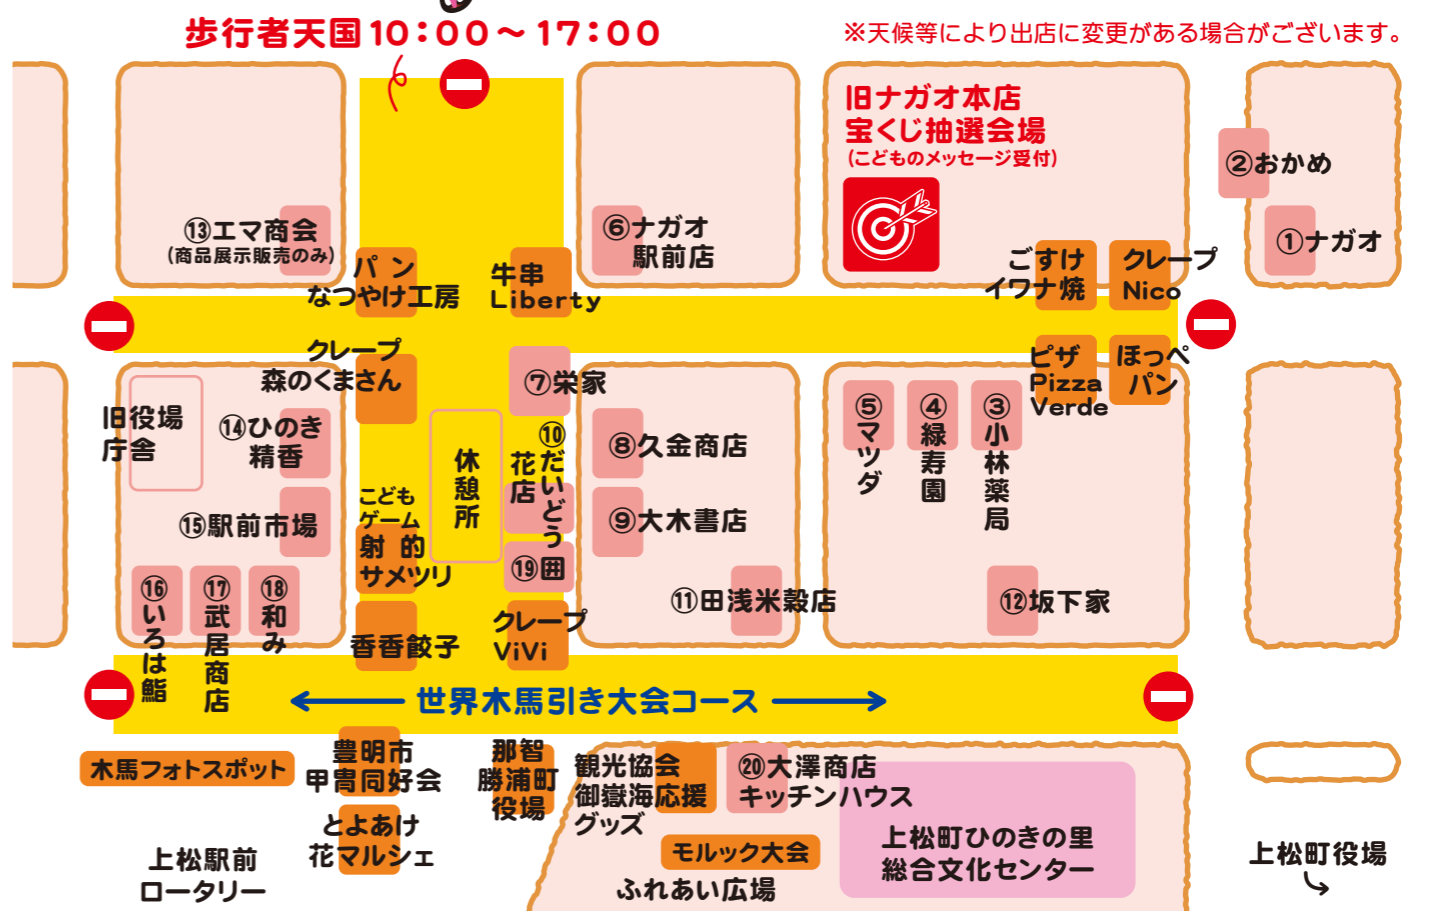 歩行者天国10：00〜17：00
※天候等により出店に変更がある場合がございます。
旧ナガオ本店
宝くじ抽選会場
(こどものメッセージ受付)
②おかめ
①ナガオ
⑬エマ商会
(商品展示販売のみ)
⑥ナガオ
駅前店
パン
なつやけ工房
牛串
Liberty
ごすけ
イワナ焼
クレープ
Nico
クレープ
森のくまさん
⑦栄家
ピザ
Pizza
Verde
ほっぺ
パン
旧役場
庁舎
⑭ひのき
精香
休憩所
⑩だいどう
花店
⑧久金商店
⑤マツダ
④緑寿園
③小林薬局
⑮駅前市場
こども
ゲーム
射的
サメツリ
⑨大木書店
⑲囲
⑯いろは鮨
⑰武居商店
⑱和み
香香餃子
クレープ
ViVi
⑪田浅米穀店
⑫坂下家
世界木馬引き大会コース
木馬フォトスポット
豊明市
甲冑同好会
那智
勝浦町
役場
観光協会
御嶽海応援
グッズ
⑳大澤商店
キッチンハウス
とよあけ
花マルシェ
モルック大会
上松町ひのきの里
総合文化センター
上松駅前
ロータリー
ふれあい広場
上松町役場